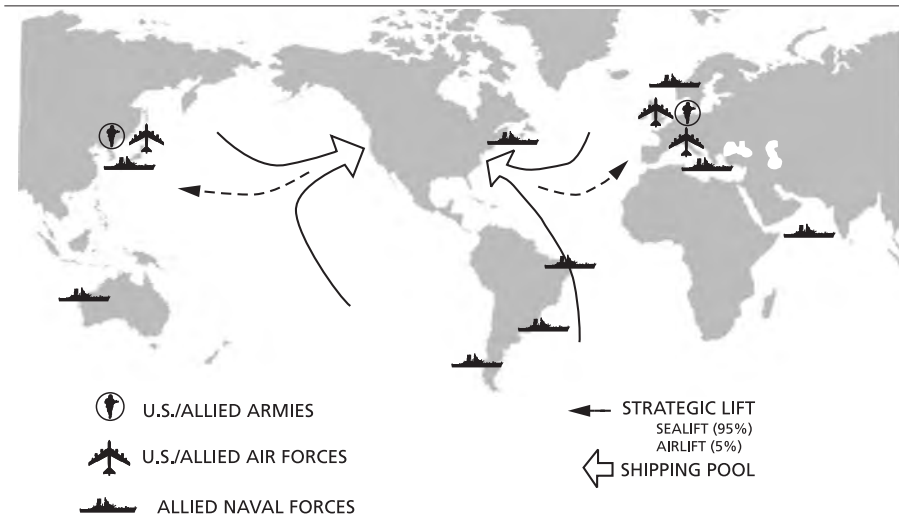 U.S./ALLIED ARMIES
U.S./ALLIED AIR FORCES
ALLIED NAVAL FORCES
STRATEGIC LIFT
SEALIFT (95%)
AIRLIFT (5%)
SHIPPING POOL